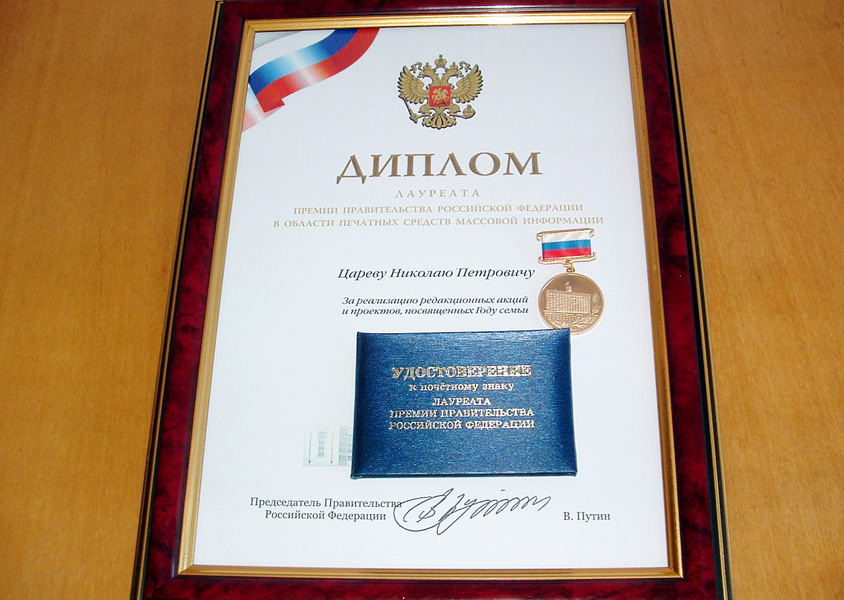 ДИПЛОМ
ЛАУРЕАТА
ПРЕМИИ ПРАВИТЕЛЬСТВА РОССИЙСКОЙ ФЕДЕРАЦИИ
В ОБЛАСТИ ПЕЧАТНЫХ СРЕДСТВ МАССОВОЙ ИНФОРМАЦИИ
Цареву Николаю Петровичу
За реализацию редакционных акций
и проектов, посвященных Году семьи
УДОСТОВЕРЕНИЕ
к почётному знаку
ЛАУРЕАТА
ПРЕМИИ ПРАВИТЕЛЬСТВА
РОССИЙСКОЙ ФЕДЕРАЦИИ
Председатель Правительства
Российской Федерации
В. Путин